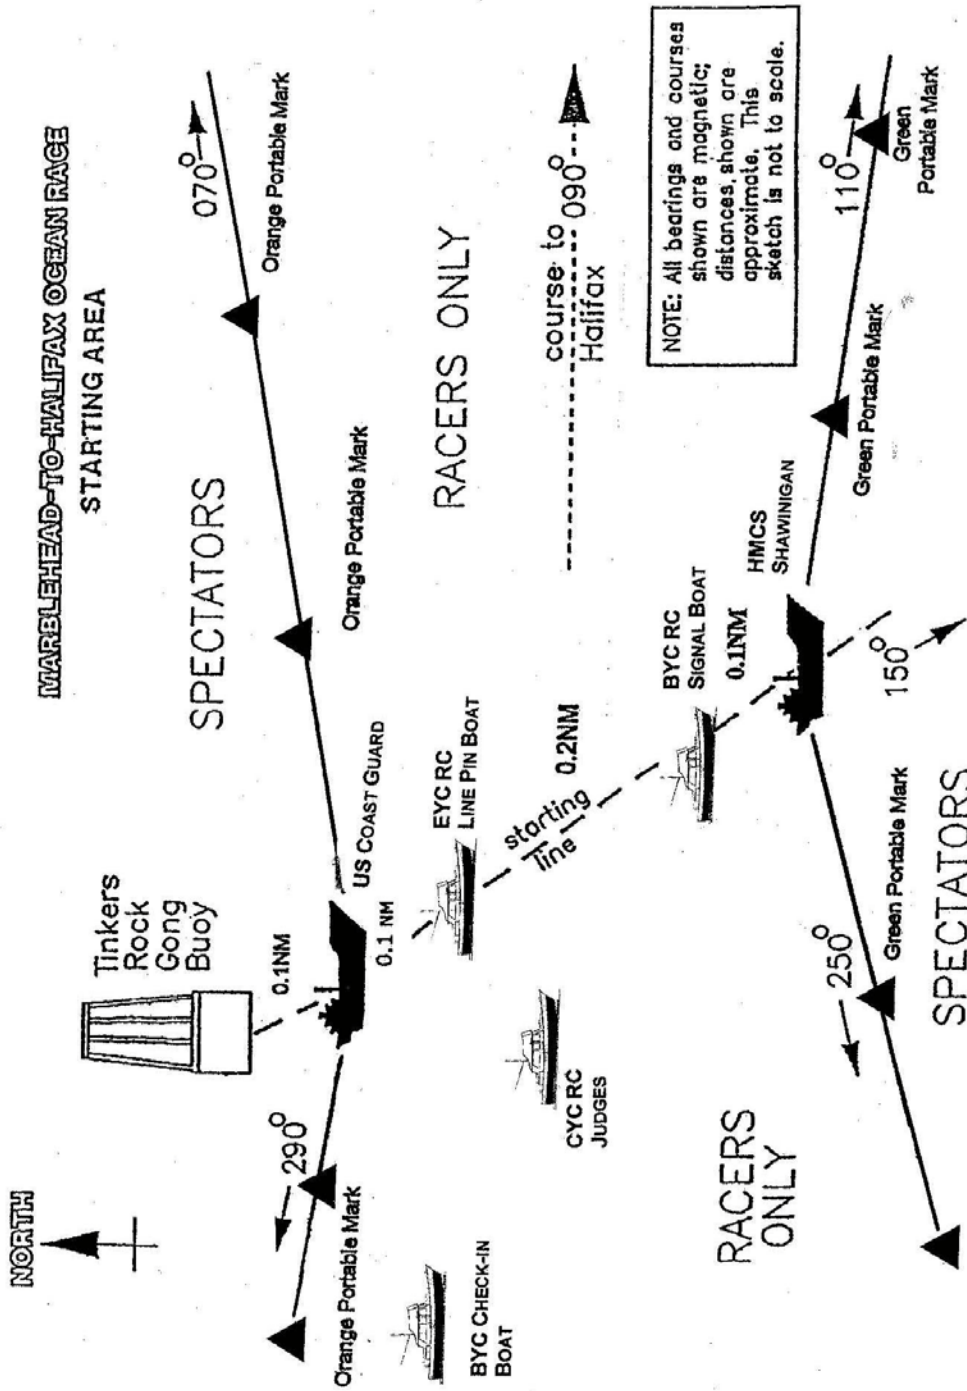 MARBLEHEAD-TO-HALIFAX OCEAN RACE
STARTING AREA
NORTH
Tinkers
Rock
Gong
Buoy
SPECTATORS
070°
Orange Portable Mark
Orange Portable Mark
290°
Orange Portable Mark
0.1NM
US COAST GUARD
0.1 NM
BYC CHECK-IN
BOAT
EYC RC
LINE PIN BOAT
RACERS ONLY
CYC RC
JUDGES
starting
line
0.2NM
course to
090°
Halifax
BYC RC
SIGNAL BOAT
0.1NM
HMCS
SHAWINIGAN
NOTE: All bearings and courses
shown are magnetic;
distances, shown are
approximate. This
sketch is not to scale.
RACERS
ONLY
250°
Green Portable Mark
150°
Green Portable Mark
110°
Green
Portable Mark
SPECTATORS